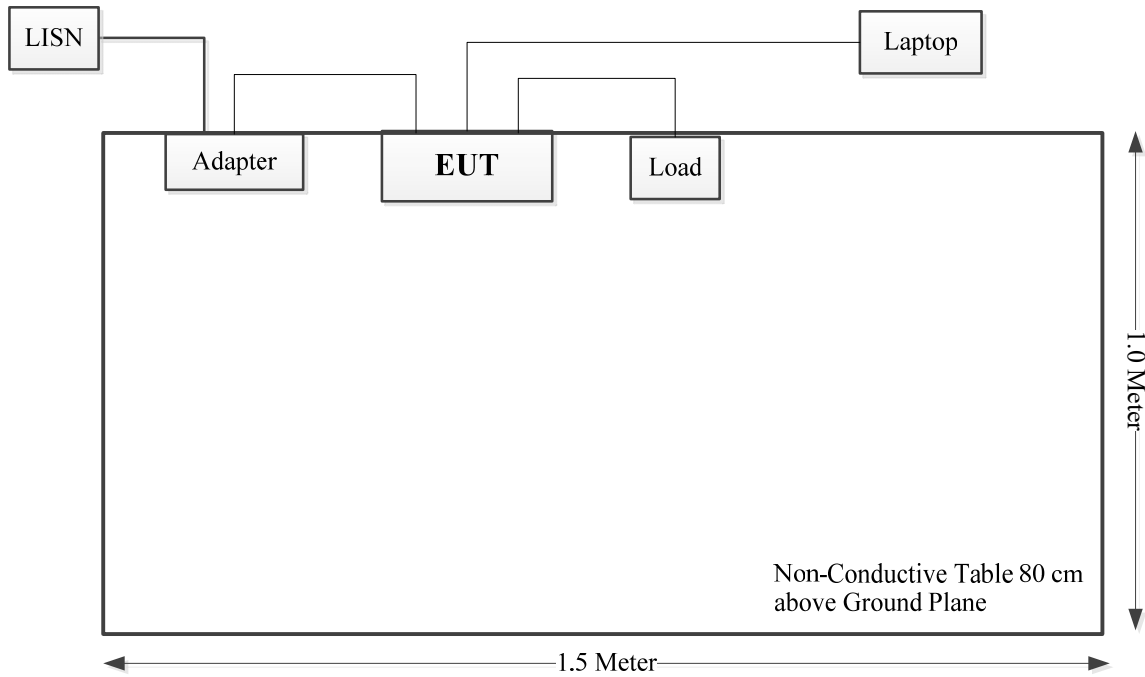 LISN
Laptop
Adapter
EUT
Load
1.0 Meter
Non-Conductive Table 80 cm
above Ground Plane
1.5 Meter